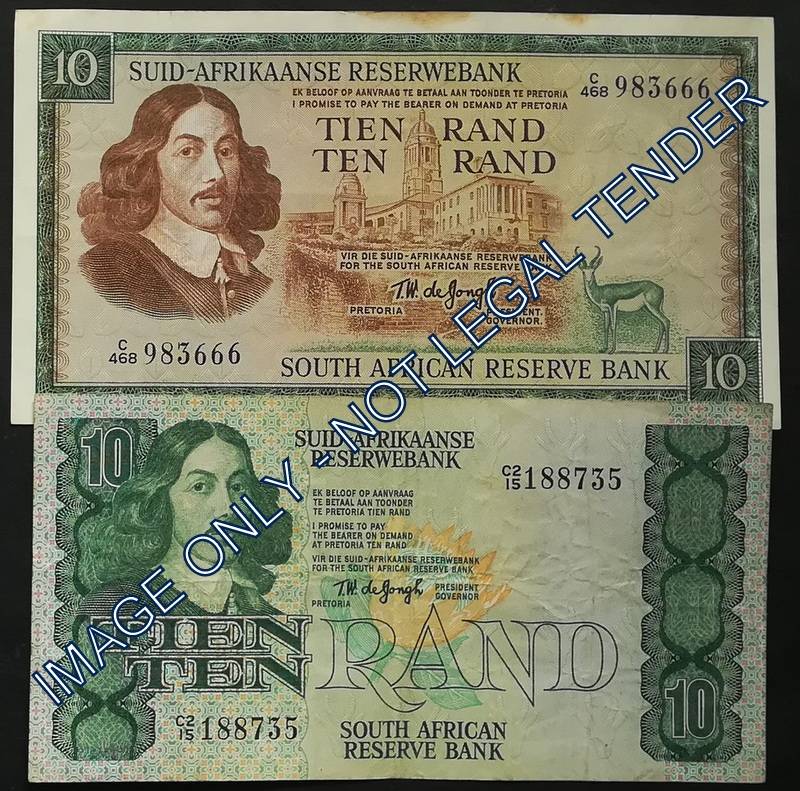 10
SUID-AFRIKAANSE RESERWEBANK
C/468 983666
EK BELOOF OP AANVRAAG TE BETAAL AAN TOONDER TE PRETORIA
I PROMISE TO PAY THE BEARER ON DEMAND AT PRETORIA
TIEN RAND
TEN RAND
VIR DIE SUID-AFRIKAANSE RESERWEBANK
FOR THE SOUTH AFRICAN RESERVE BANK
T.W. de Jongh
PRETORIA
PRESIDENT.
GOVERNOR.
C/468 983666
SOUTH AFRICAN RESERVE BANK
10
IMAGE ONLY - NOT LEGAL TENDER
10
SUID-AFRIKAANSE
RESERWEBANK
C2/15 188735
EK BELOOF OP AANVRAAG
TE BETAAL AAN TOONDER
TE PRETORIA TIEN RAND
I PROMISE TO PAY
THE BEARER ON DEMAND
AT PRETORIA TEN RAND
VIR DIE SUID-AFRIKAANSE RESERWEBANK
FOR THE SOUTH AFRICAN RESERVE BANK
T.W. de Jongh
PRESIDENT
GOVERNOR
PRETORIA
TIEN
TEN RAND
10
C2/15 188735
SOUTH AFRICAN
RESERVE BANK